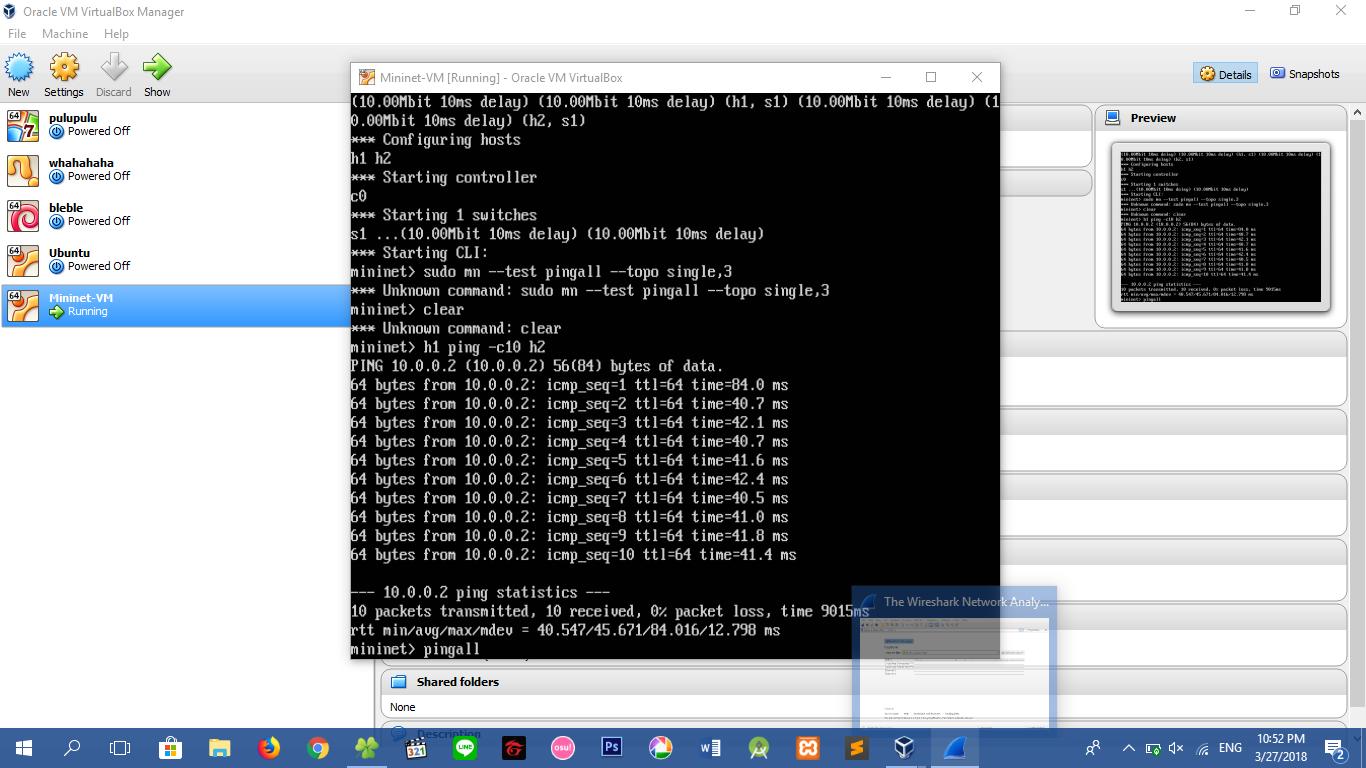 Oracle VM VirtualBox Manager
File Machine Help
New Settings Discard Show
Details Snapshots
64
pulupulu
Powered Off
whahahaha
Powered Off
64
bleble
Powered Off
64
Ubuntu
Powered Off
64
Mininet-VM
Running
Mininet-VM [Running] - Oracle VM VirtualBox
(10.00Mbit 10ms delay) (10.00Mbit 10ms delay) (h1, s1) (10.00Mbit 10ms delay) (1
0.00Mbit 10ms delay) (h2, s1)
*** Configuring hosts
h1 h2
*** Starting controller
c0
*** Starting 1 switches
s1 ...(10.00Mbit 10ms delay) (10.00Mbit 10ms delay)
*** Starting CLI:
mininet> sudo mn --test pingall --topo single,3
*** Unknown command: sudo mn --test pingall --topo single,3
mininet> clear
*** Unknown command: clear
mininet> h1 ping -c10 h2
PING 10.0.0.2 (10.0.0.2) 56(84) bytes of data.
64 bytes from 10.0.0.2: icmp_seq=1 ttl=64 time=84.0 ms
64 bytes from 10.0.0.2: icmp_seq=2 ttl=64 time=40.7 ms
64 bytes from 10.0.0.2: icmp_seq=3 ttl=64 time=42.1 ms
64 bytes from 10.0.0.2: icmp_seq=4 ttl=64 time=40.7 ms
64 bytes from 10.0.0.2: icmp_seq=5 ttl=64 time=41.6 ms
64 bytes from 10.0.0.2: icmp_seq=6 ttl=64 time=42.4 ms
64 bytes from 10.0.0.2: icmp_seq=7 ttl=64 time=40.5 ms
64 bytes from 10.0.0.2: icmp_seq=8 ttl=64 time=41.0 ms
64 bytes from 10.0.0.2: icmp_seq=9 ttl=64 time=41.8 ms
64 bytes from 10.0.0.2: icmp_seq=10 ttl=64 time=41.4 ms
--- 10.0.0.2 ping statistics ---
10 packets transmitted, 10 received, 0% packet loss, time 9015ms
rtt min/avg/max/mdev = 40.547/45.671/84.016/12.798 ms
mininet> pingall
Preview
The Wireshark Network Analy...
Shared folders
None
Description
321
LINE
osu!
Ps
ENG
10:52 PM
3/27/2018
2